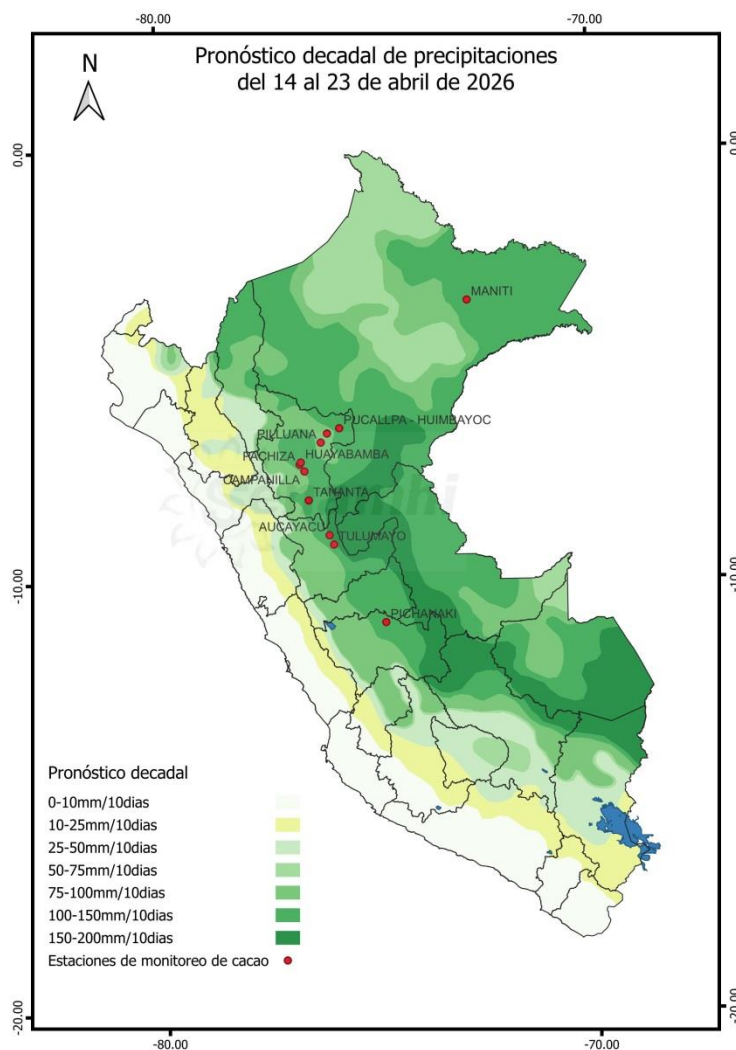 -80.00
-70.00
Pronóstico decadal de precipitaciones
del 14 al 23 de abril de 2026
N
0.00
0.00
MANITI
PUCALLPA - HUIMBAYOC
PILLUANA
HUAYABAMBA
PACHIZA
CAMPANILLA
TANANTA
AUCAYACU
TULUMAYO
-10.00
-10.00
PICHANAKI
Pronóstico decadal
0-10mm/10dias
10-25mm/10dias
25-50mm/10dias
50-75mm/10dias
75-100mm/10dias
100-150mm/10dias
150-200mm/10dias
Estaciones de monitoreo de cacao
-20.00
-20.00
-80.00
-70.00